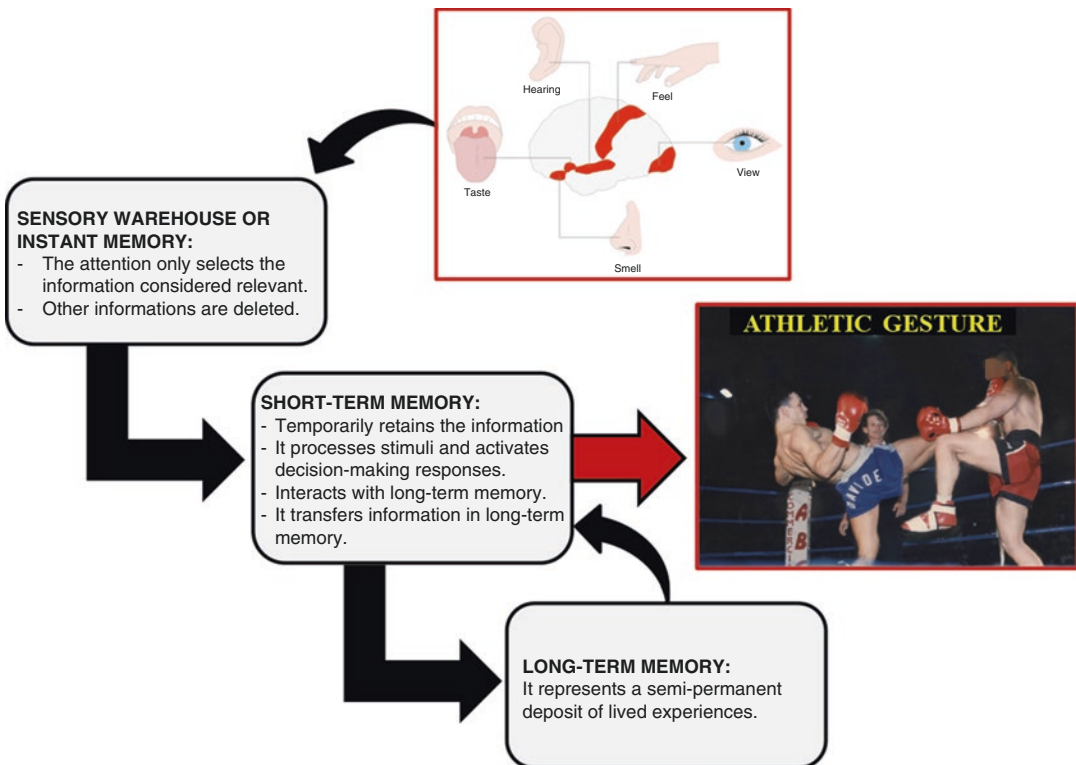 Hearing
Feel
Taste
View
Smell
SENSORY WAREHOUSE OR
INSTANT MEMORY:
- The attention only selects the
information considered relevant.
- Other informations are deleted.
ATHLETIC GESTURE
SHORT-TERM MEMORY:
- Temporarily retains the information
- It processes stimuli and activates
decision-making responses.
- Interacts with long-term memory.
- It transfers information in long-term
memory.
DAVIDE
A
B
LONG-TERM MEMORY:
It represents a semi-permanent
deposit of lived experiences.